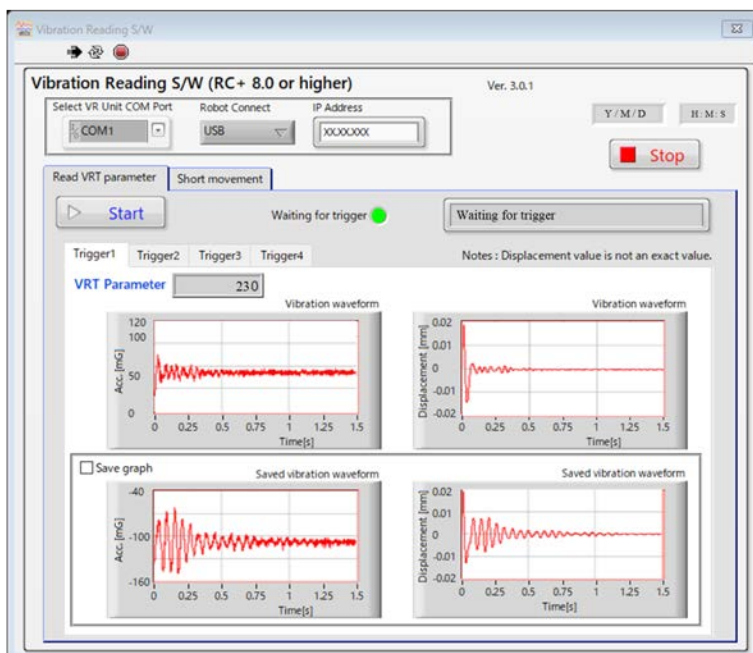 Vibration Reading S/W
Vibration Reading S/W (RC+ 8.0 or higher)
Ver. 3.0.1
Select VR Unit COM Port
Robot Connect
IP Address
COM1
USB
XX.XX.XXX
Y/M/D
H:M:S
Stop
Read VRT parameter
Short movement
Start
Waiting for trigger
Waiting for trigger
Trigger1
Trigger2
Trigger3
Trigger4
Notes : Displacement value is not an exact value.
VRT Parameter
230
Vibration waveform
Acc. [mG]
120
100
50
0
0 0.25 0.5 0.75 1 1.25 1.5
Time[s]
Vibration waveform
Displacement [mm]
0.02
0.01
0
-0.01
-0.02
0 0.25 0.5 0.75 1 1.25 1.5
Time[s]
Save graph
Saved vibration waveform
Acc. [mG]
-40
-100
-160
0 0.25 0.5 0.75 1 1.25 1.5
Time[s]
Saved vibration waveform
Displacement [mm]
0.02
0.01
0
-0.01
-0.02
0 0.25 0.5 0.75 1 1.25 1.5
Time[s]